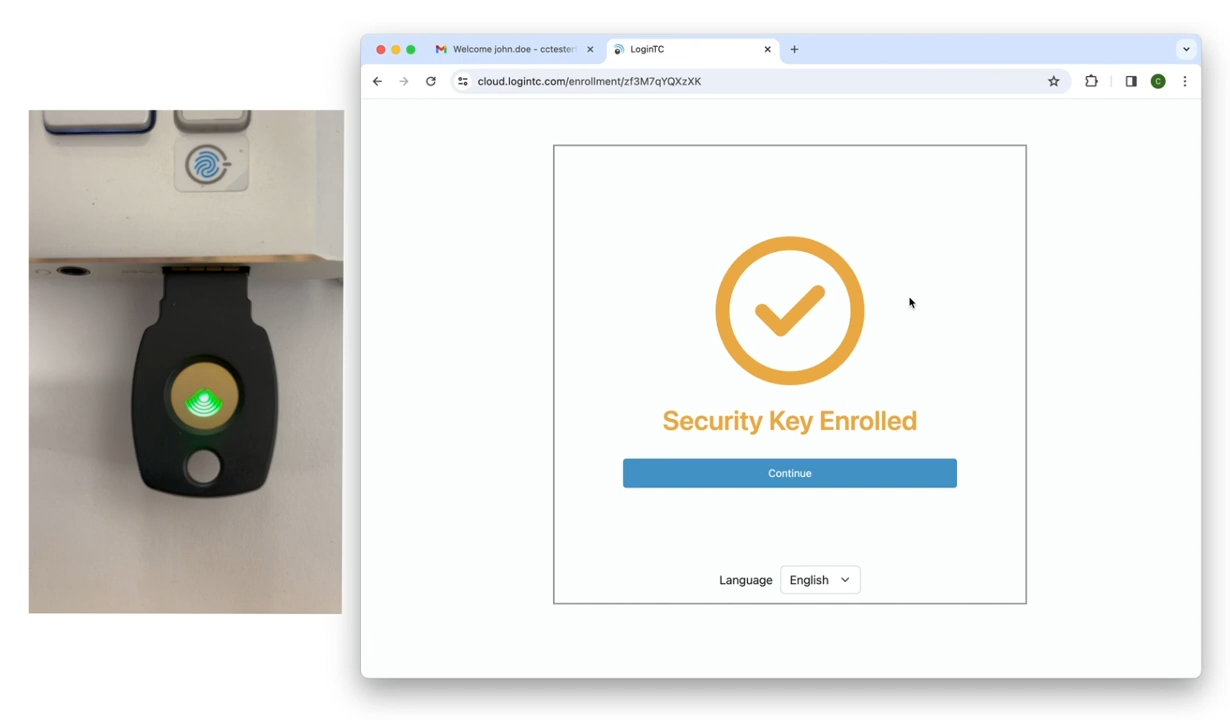 Welcome john.doe - cctester
LoginTC
cloud.logintc.com/enrollment/zf3M7qYQXzXK
C
Security Key Enrolled
Continue
Language English